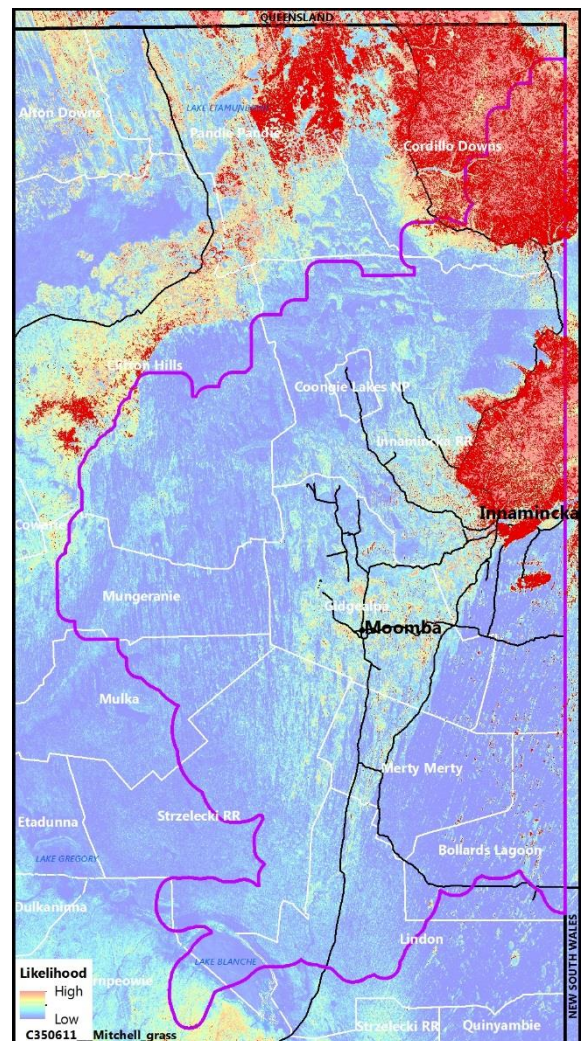 QUEENSLAND
LAKE ETAMUNBANIE
Alton Downs
Pandie Pandie
Cordillo Downs
Clifton Hills
Coongie Lakes NP
Innamincka RR
Innamincka
Cowarie
Mungeranie
Gidgealpa
Moomba
Mulka
Merty Merty
Etadunna
Strzelecki RR
Bollards Lagoon
LAKE GREGORY
Dulkaninna
Lindon
LAKE BLANCHE
NEW SOUTH WALES
Likelihood
High
Low
Strzelecki RR
Quinyambie
C350611__Mitchell_grass